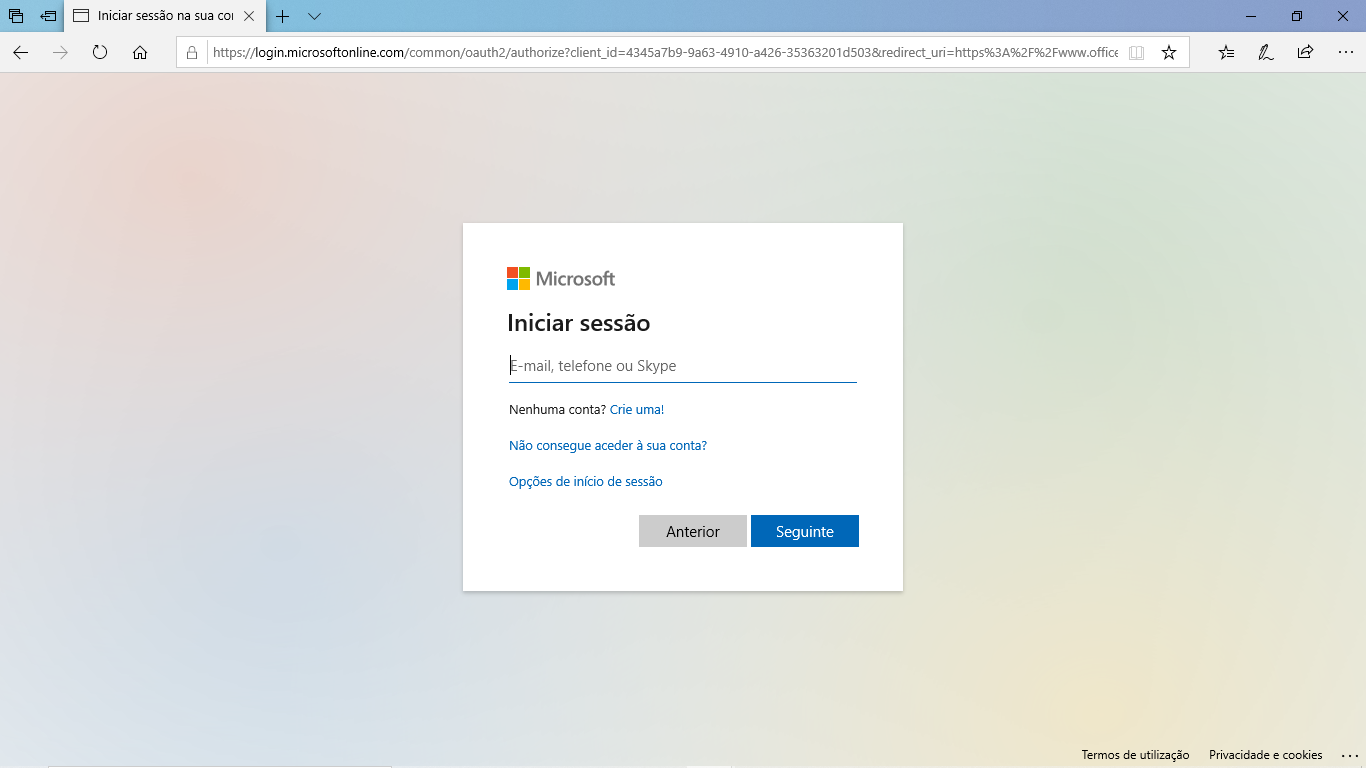 Iniciar sessão na sua con
https://login.microsoftonline.com/common/oauth2/authorize?client_id=4345a7b9-9a63-4910-a426-35363201d503&redirect_uri=https%3A%2F%2Fwww.office
Microsoft
Iniciar sessão
E-mail, telefone ou Skype
Nenhuma conta? Crie uma!
Não consegue aceder à sua conta?
Opções de início de sessão
Anterior
Seguinte
Termos de utilização
Privacidade e cookies